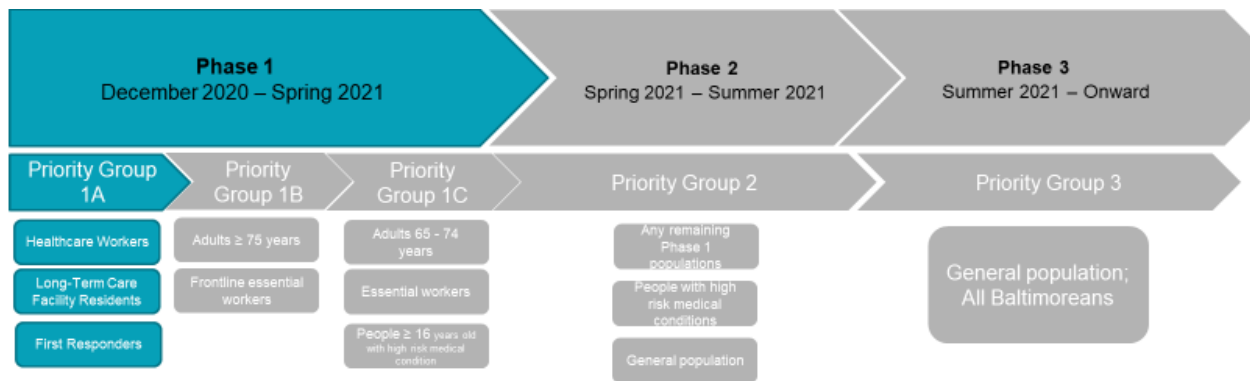 Phase 1
December 2020 – Spring 2021
Phase 2
Spring 2021 – Summer 2021
Phase 3
Summer 2021 – Onward
Priority Group
1A
Priority
Group 1B
Priority
Group 1C
Priority Group 2
Priority Group 3
Healthcare Workers
Long-Term Care
Facility Residents
First Responders
Adults ≥ 75 years
Frontline essential
workers
Adults 65 - 74
years
Essential workers
People ≥ 16 years old
with high risk medical
condition
Any remaining
Phase 1
populations
People with high
risk medical
conditions
General population
General population;
All Baltimoreans